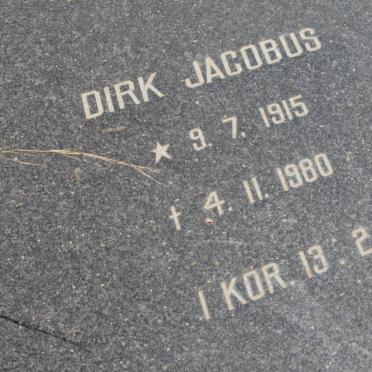 DIRK JACOBUS
★ 9.7.1915
† 4.11.1980
I KOR 13:2